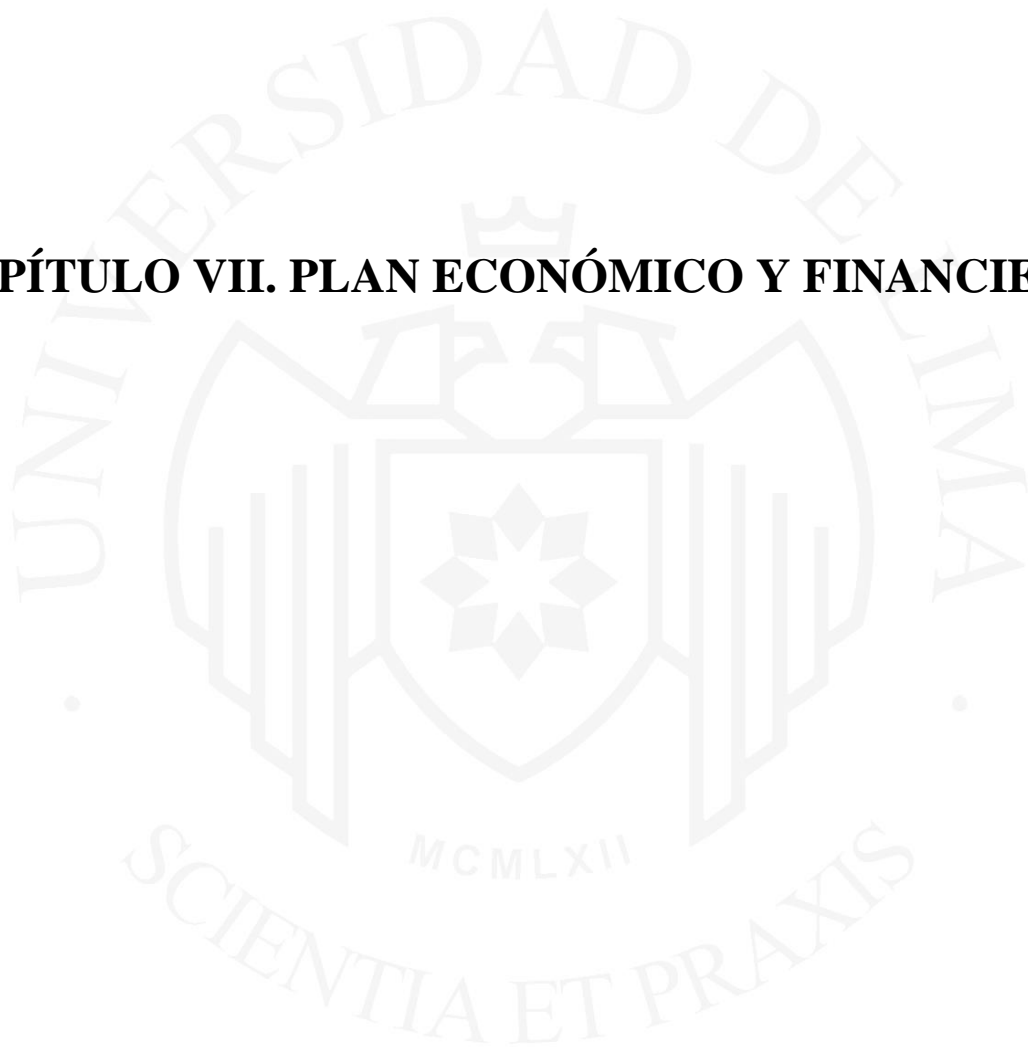 UNIVERSIDAD DE LIMA
PÍTULO VII. PLAN ECONÓMICO Y FINANCIE
MCMLXII
SCIENTIA ET PRAXIS